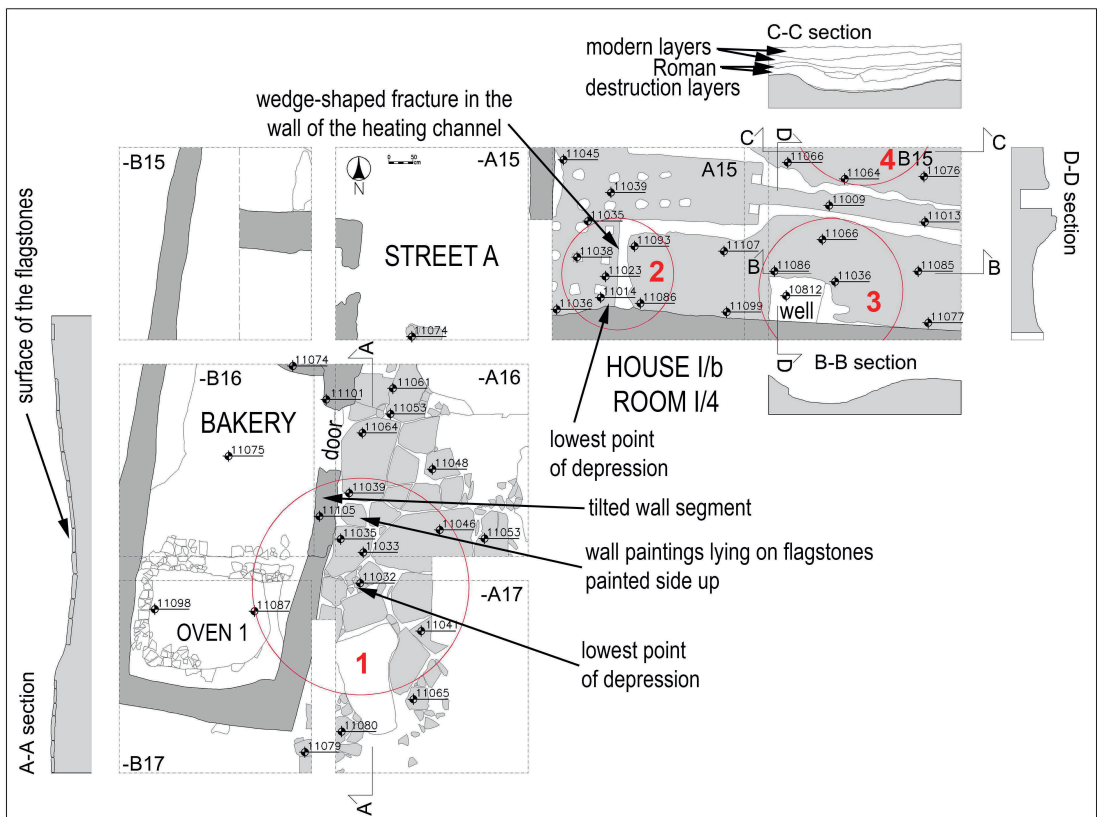 C-C section
modern layers
Roman
destruction layers
wedge-shaped fracture in the
wall of the heating channel
-B15
N
0 50
cm
-A15
11045
A15
C
D
11066
4
B15
C
11064
11076
11039
11009
11035
11013
STREET A
11093
11066
11038
2
11107
B
11086
11085
B
D-D section
11023
11036
3
11014
10812
11036
11086
11099
well
11077
surface of the flagstones
11074
HOUSE I/b
ROOM I/4
D
B-B section
11074
A
-B16
-A16
11061
11101
11053
BAKERY
door
11064
lowest point
of depression
11075
11048
11039
tilted wall segment
11105
11046
11053
11035
wall paintings lying on flagstones
painted side up
11033
11032
-A17
11098
11087
OVEN 1
11041
lowest point
of depression
1
11065
A-A section
11080
11079
-B17
A